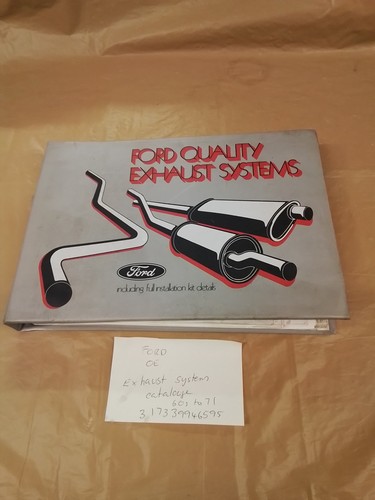 FORD QUALITY
EXHAUST SYSTEMS
Ford
including full installation kit details
FORD
OE
Exhaust system
catalogue
60s to 71
3,17339946595